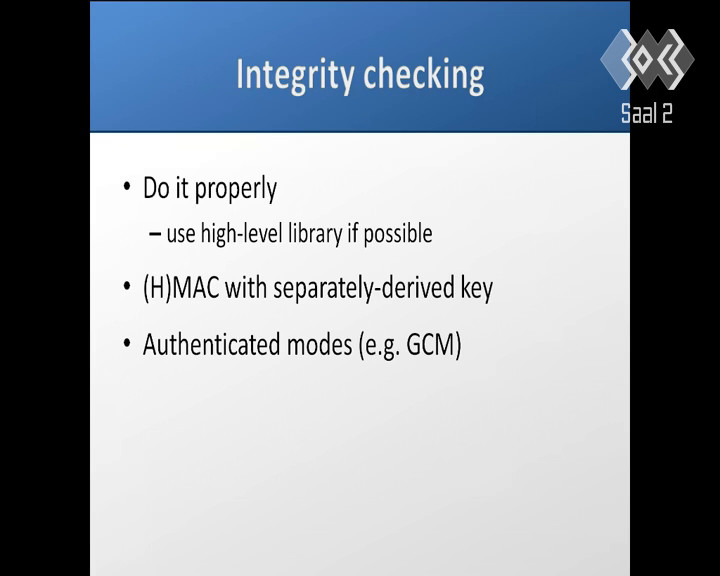 Integrity checking
Saal 2
• Do it properly
– use high-level library if possible
• (H)MAC with separately-derived key
• Authenticated modes (e.g. GCM)